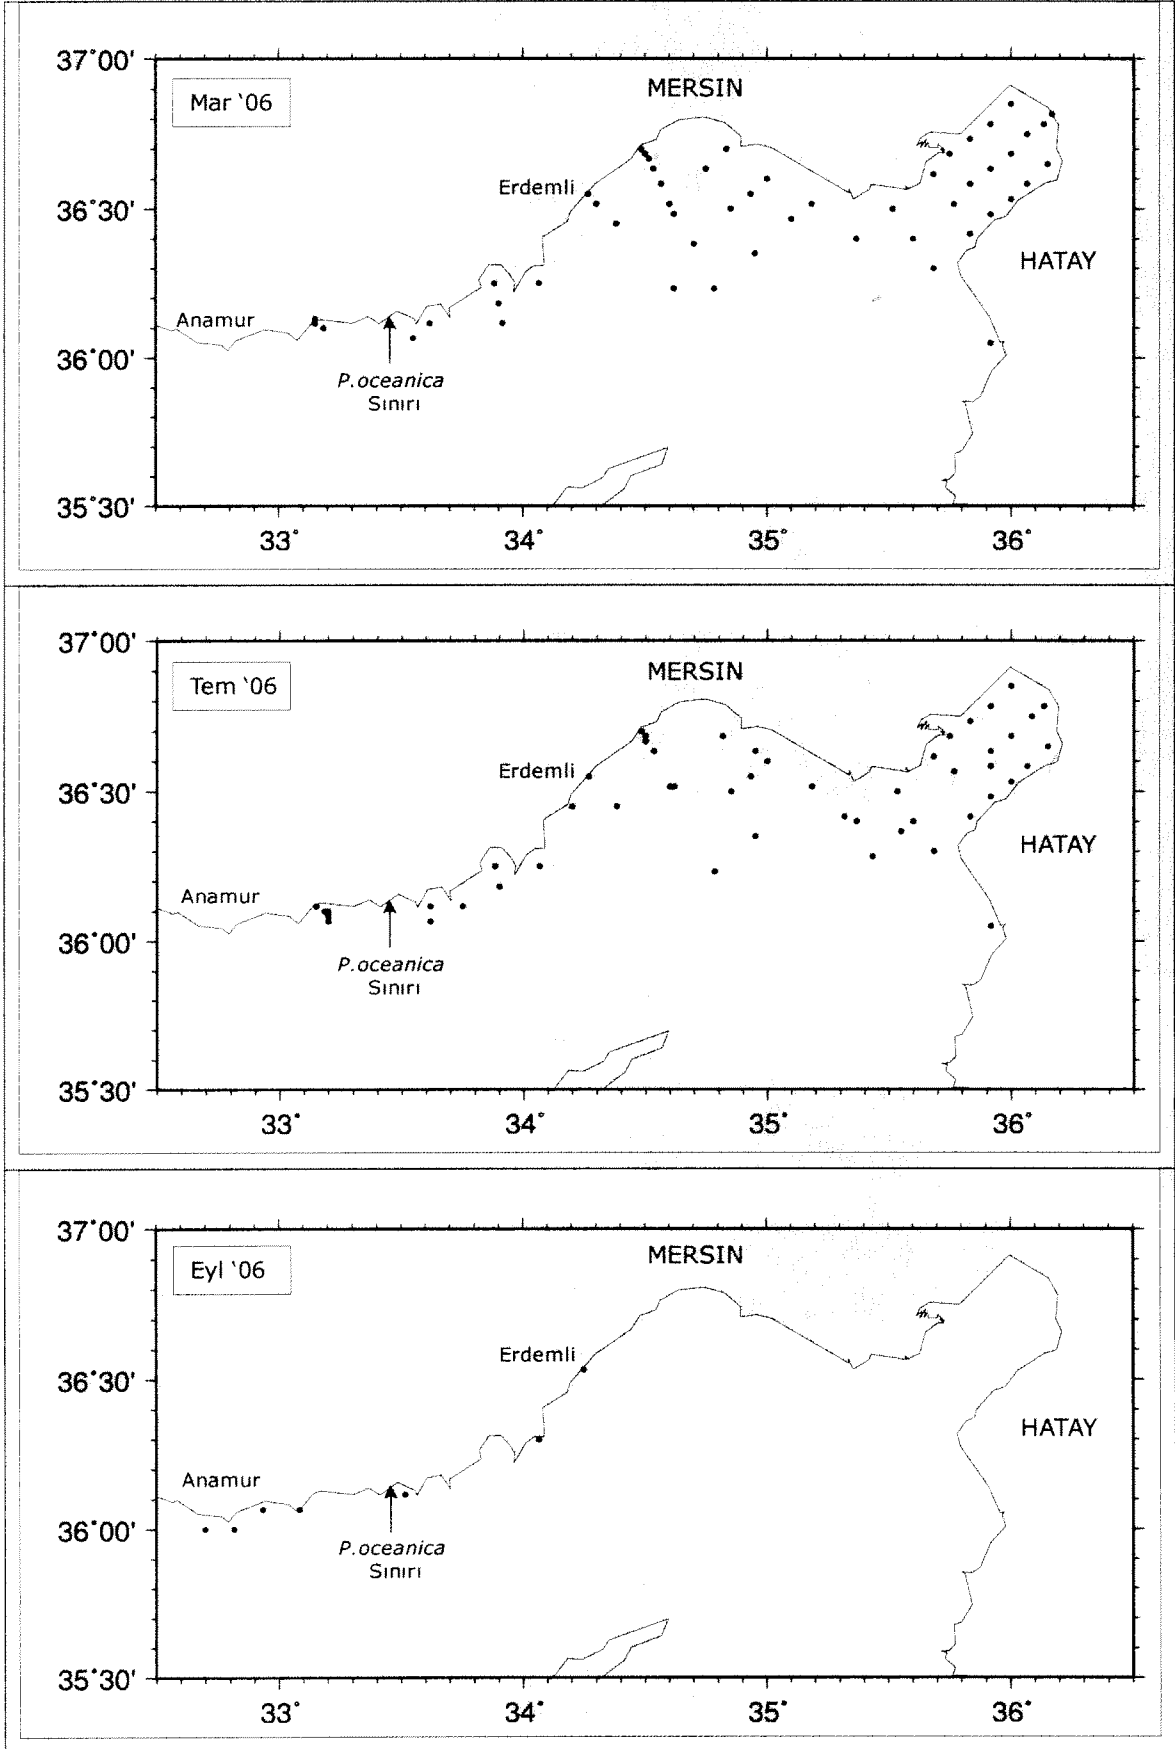 37°00'
Mar '06
MERSIN
Erdemli
36°30'
HATAY
Anamur
36°00'
P.oceanica
Sınırı
35°30'
33° 34° 35° 36°
37°00'
Tem '06
MERSIN
Erdemli
36°30'
HATAY
Anamur
36°00'
P.oceanica
Sınırı
35°30'
33° 34° 35° 36°
37°00'
Eyl '06
MERSIN
Erdemli
36°30'
HATAY
Anamur
36°00'
P.oceanica
Sınırı
35°30'
33° 34° 35° 36°